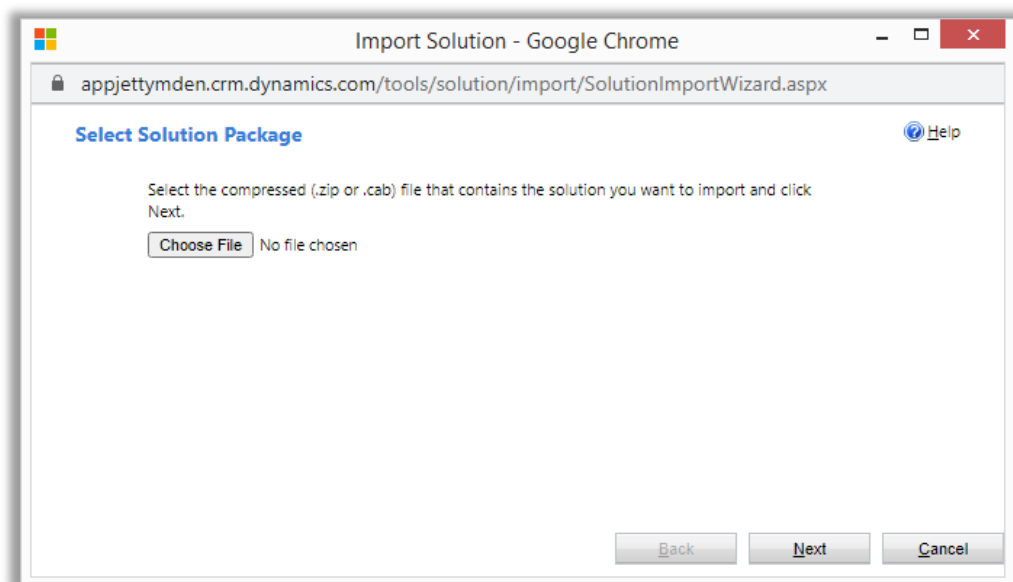 Import Solution - Google Chrome
appjettymden.crm.dynamics.com/tools/solution/import/SolutionImportWizard.aspx
Select Solution Package
Help
Select the compressed (.zip or .cab) file that contains the solution you want to import and click
Next.
Choose File No file chosen
Back Next Cancel